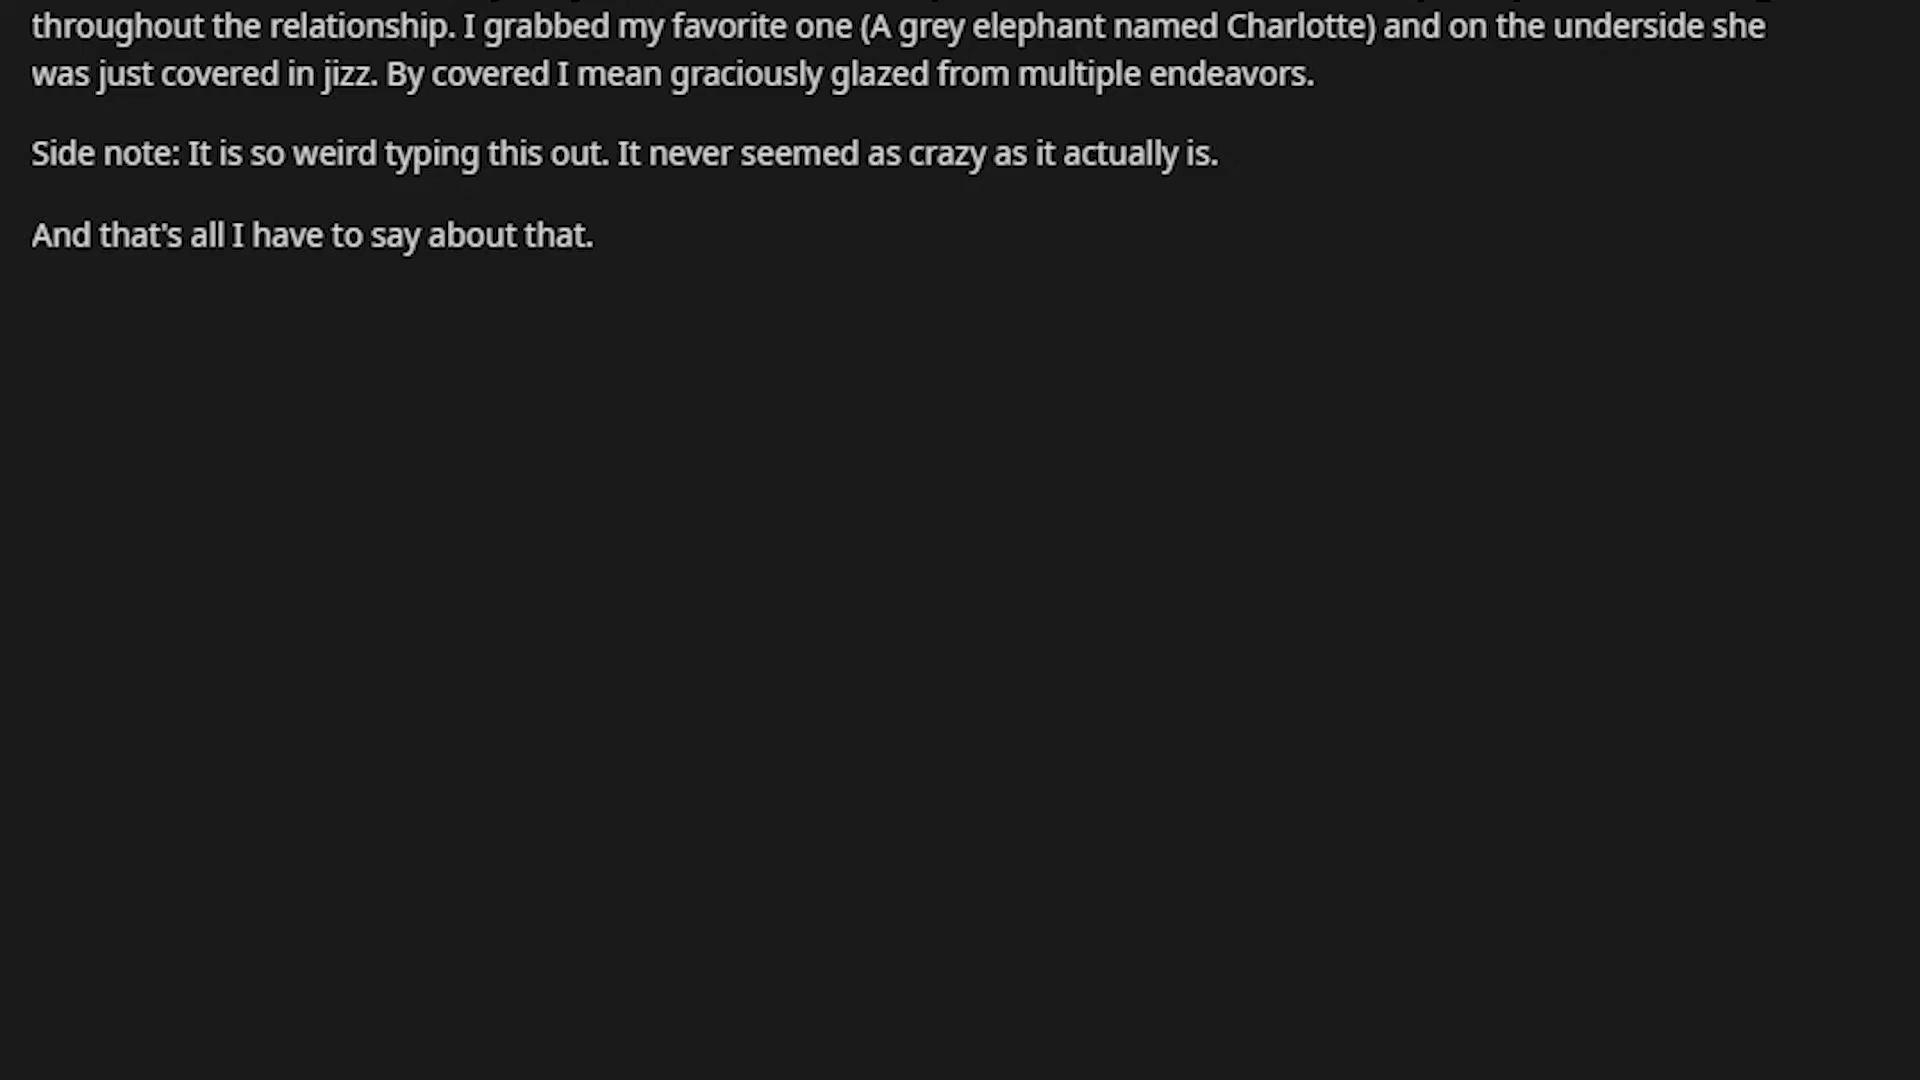 throughout the relationship. I grabbed my favorite one (A grey elephant named Charlotte) and on the underside she
was just covered in jizz. By covered I mean graciously glazed from multiple endeavors.
Side note: It is so weird typing this out. It never seemed as crazy as it actually is.
And that's all I have to say about that.